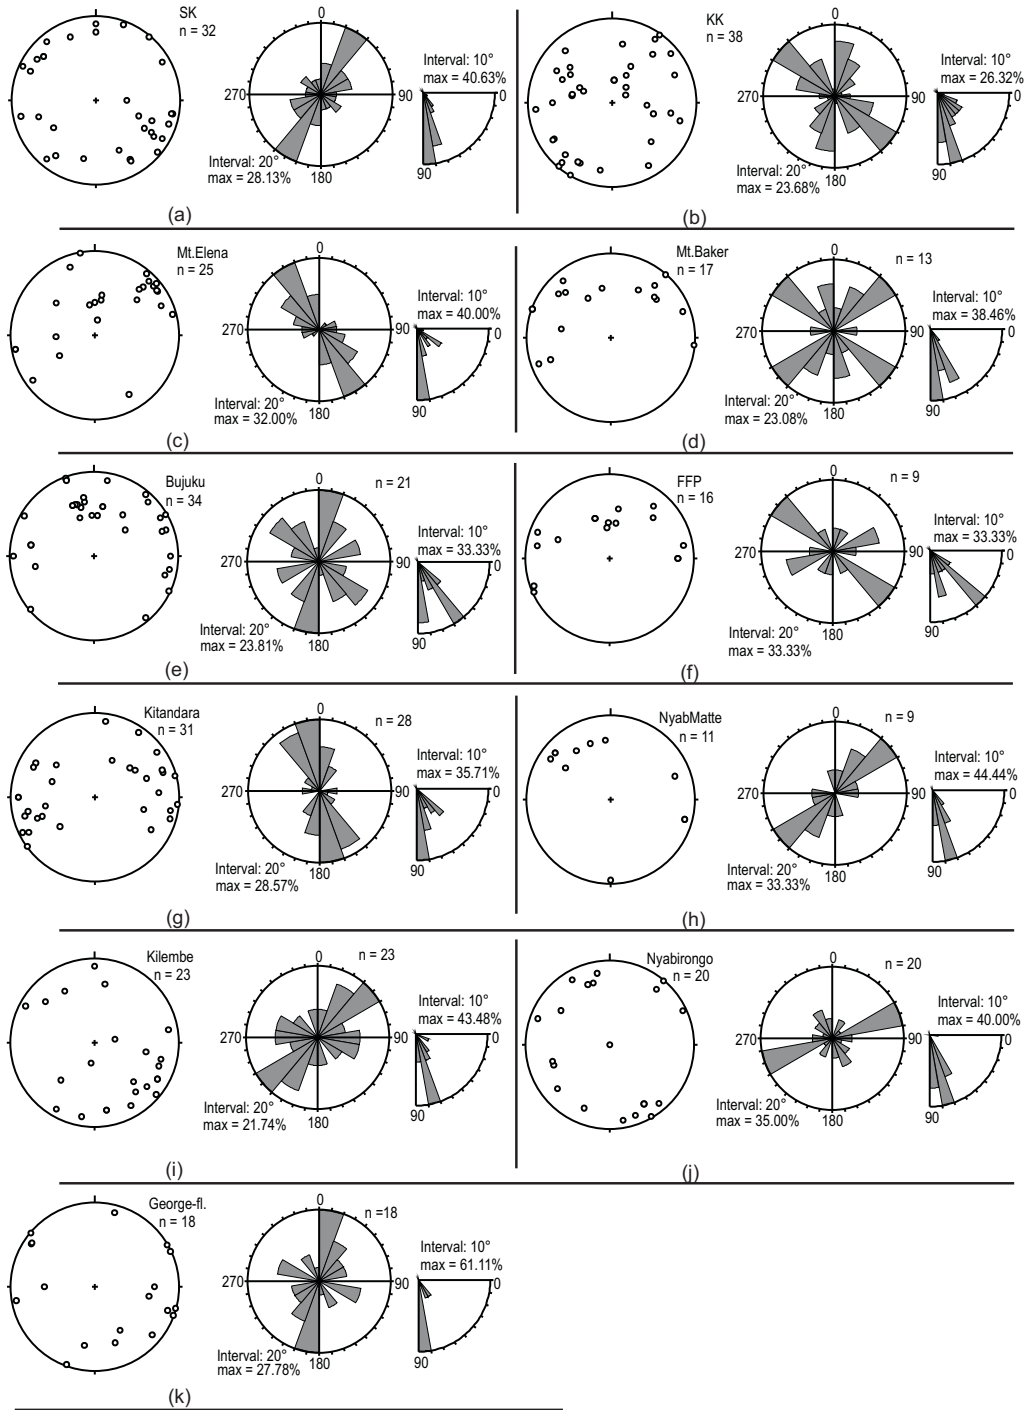 SK
n = 32
0
270
90
180
Interval: 20°
max = 28.13%
Interval: 10°
max = 40.63%
0
90
(a)
KK
n = 38
0
270
90
180
Interval: 20°
max = 23.68%
Interval: 10°
max = 26.32%
0
90
(b)
Mt.Elena
n = 25
0
270
90
180
Interval: 20°
max = 32.00%
Interval: 10°
max = 40.00%
0
90
(c)
Mt.Baker
n = 17
0
n = 13
270
90
180
Interval: 20°
max = 23.08%
Interval: 10°
max = 38.46%
0
90
(d)
Bujuku
n = 34
0
n = 21
270
90
180
Interval: 20°
max = 23.81%
Interval: 10°
max = 33.33%
0
90
(e)
FFP
n = 16
0
n = 9
270
90
180
Interval: 20°
max = 33.33%
Interval: 10°
max = 33.33%
0
90
(f)
Kitandara
n = 31
0
n = 28
270
90
180
Interval: 20°
max = 28.57%
Interval: 10°
max = 35.71%
0
90
(g)
NyabMatte
n = 11
0
n = 9
270
90
180
Interval: 20°
max = 33.33%
Interval: 10°
max = 44.44%
0
90
(h)
Kilembe
n = 23
0
n = 23
270
90
180
Interval: 20°
max = 21.74%
Interval: 10°
max = 43.48%
0
90
(i)
Nyabirongo
n = 20
0
n = 20
270
90
180
Interval: 20°
max = 35.00%
Interval: 10°
max = 40.00%
0
90
(j)
George-fl.
n = 18
0
n =18
270
90
180
Interval: 20°
max = 27.78%
Interval: 10°
max = 61.11%
0
90
(k)